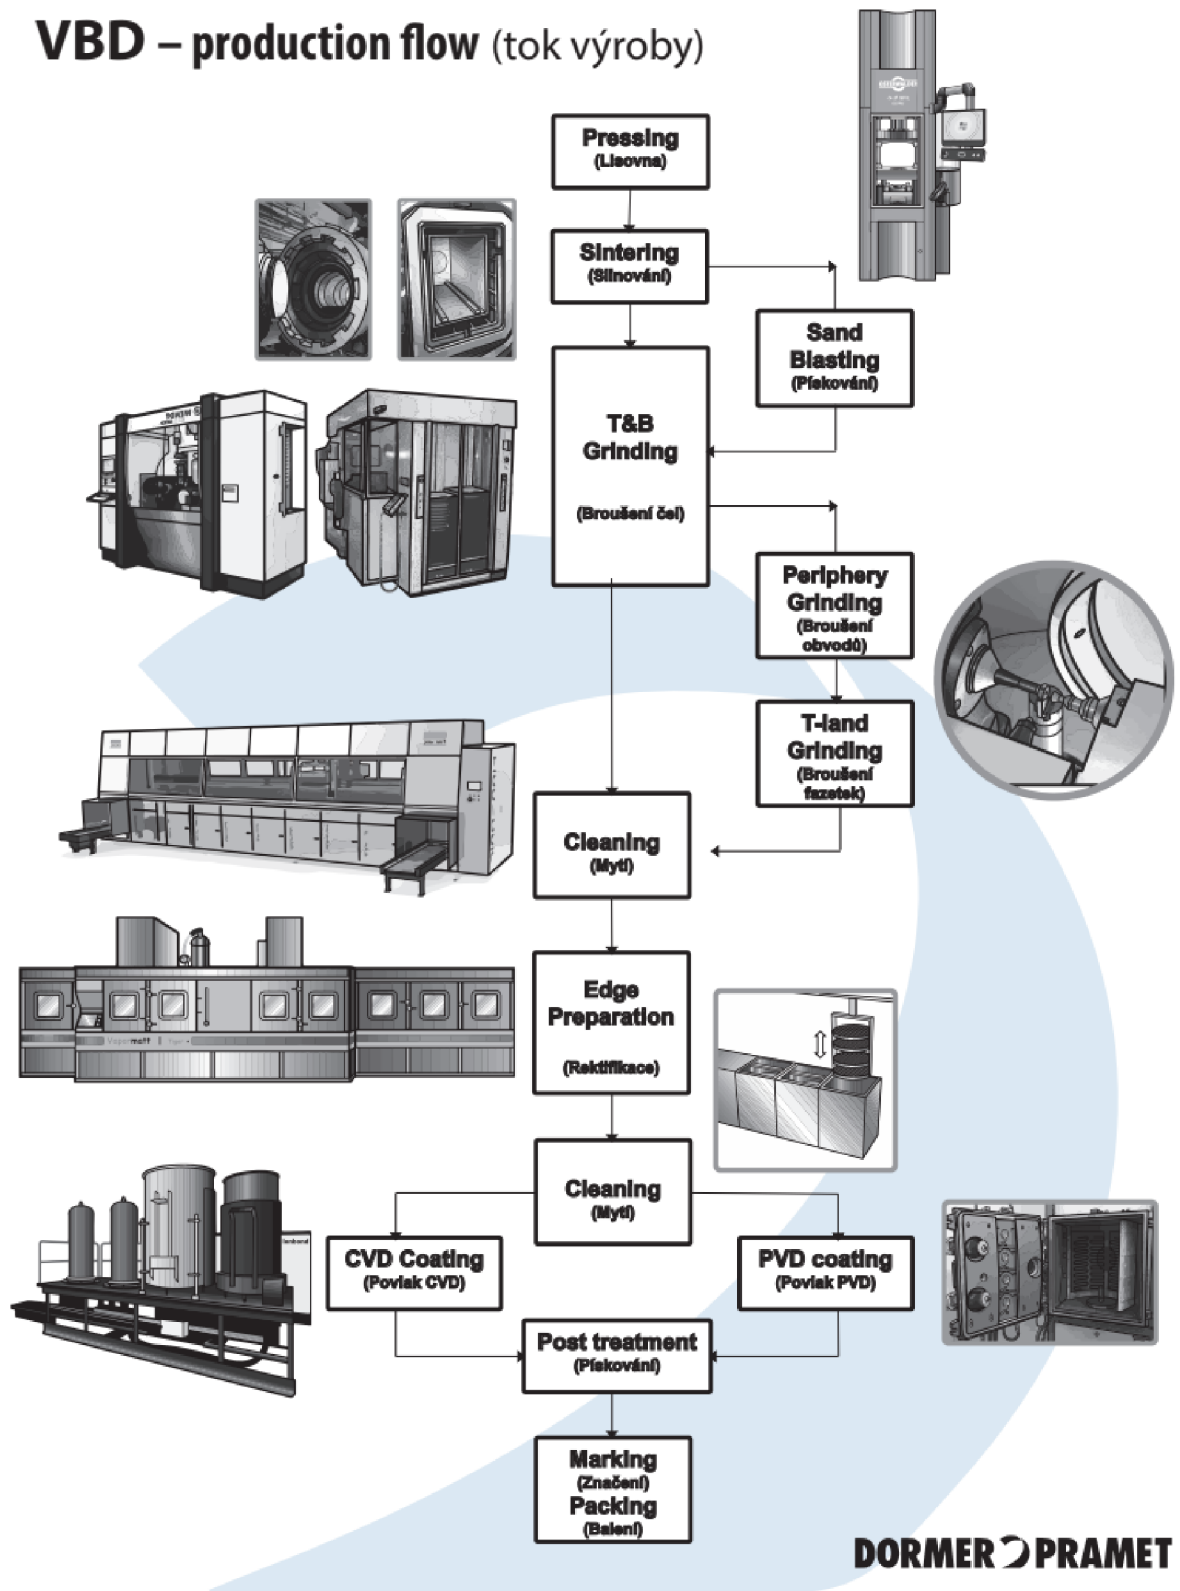 VBD – production flow (tok výroby)
Pressing
(Lisovna)
Sintering
(Slinování)
Sand
Blasting
(Pískování)
T&B
Grinding
(Broušení čel)
Periphery
Grinding
(Broušení
obvodů)
T-land
Grinding
(Broušení
fazetek)
Cleaning
(Mytí)
Edge
Preparation
(Rektifikace)
Vapormatt
Cleaning
(Mytí)
CVD Coating
(Povlak CVD)
PVD coating
(Povlak PVD)
Post treatment
(Pískování)
Marking
(Značení)
Packing
(Balení)
DORMER PRAMET